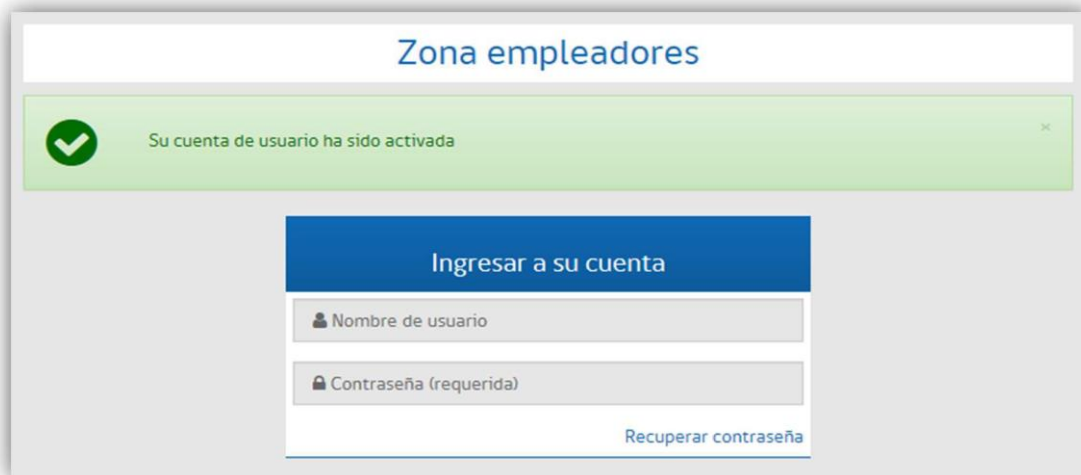 Zona empleadores
Su cuenta de usuario ha sido activada
×
Ingresar a su cuenta
Nombre de usuario
Contraseña (requerida)
Recuperar contraseña